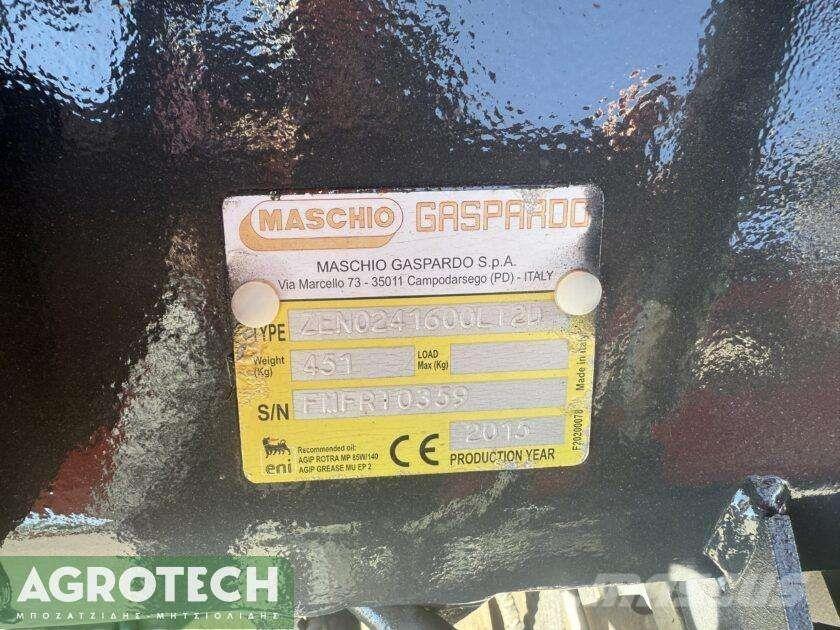 MASCHIO GASPARDO
MASCHIO GASPARDO S.p.A.
Via Marcello 73 - 35011 Campodarsego (PD) - ITALY
TYPE
Weight (Kg) 451 LOAD Max (Kg)
S/N
2015
PRODUCTION YEAR
eni
Recommended oil:
AGIP ROTRA MP 85W/140
AGIP GREASE MU EP 2
CE
Made in Italy
F20200078
AGROTECH
ΜΠΟΖΑΤΖΙΔΗΣ-ΜΗΤΣΙΟΛΙΔΗΣ
MASCUS